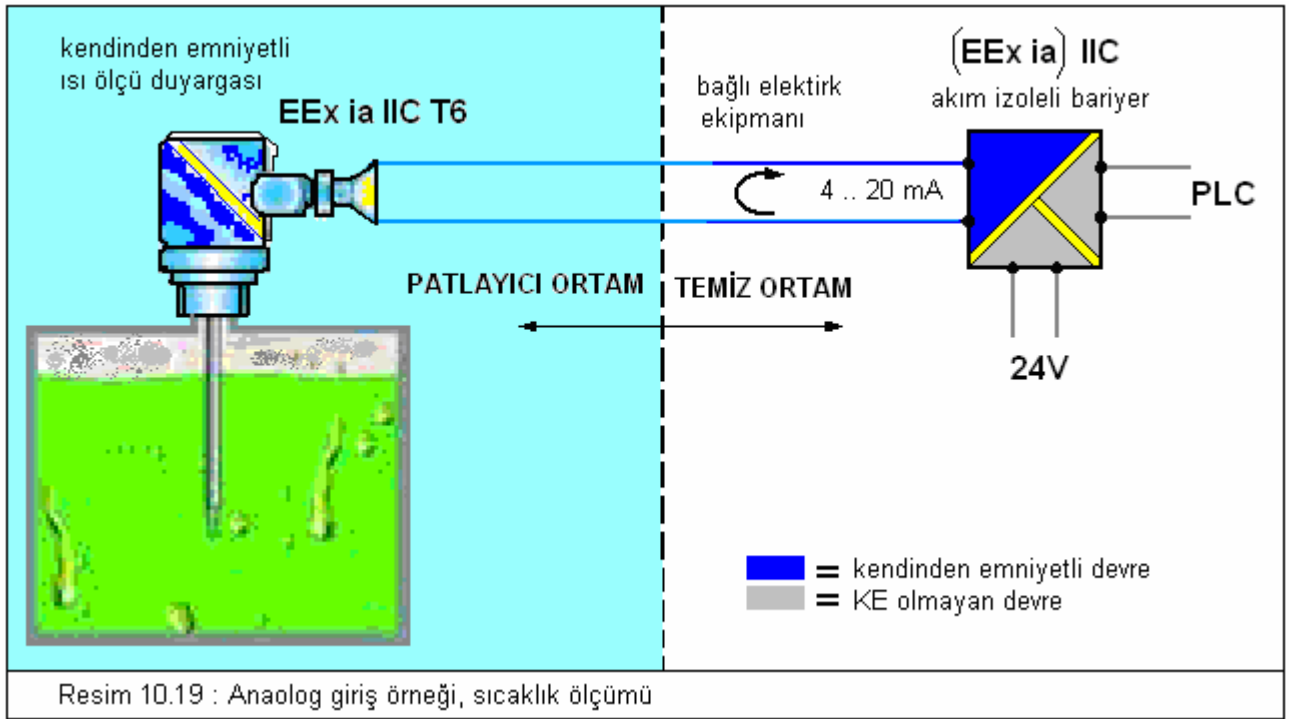 kendinden emniyetli
ısı ölçü duyargası
EEx ia IIC T6
bağlı elektirk
ekipmanı
(EEx ia) IIC
akım izoleli bariyer
4 .. 20 mA
PLC
PATLAYICI ORTAM
TEMİZ ORTAM
24V
= kendinden emniyetli devre
= KE olmayan devre
Resim 10.19 : Anaolog giriş örneği, sıcaklık ölçümü